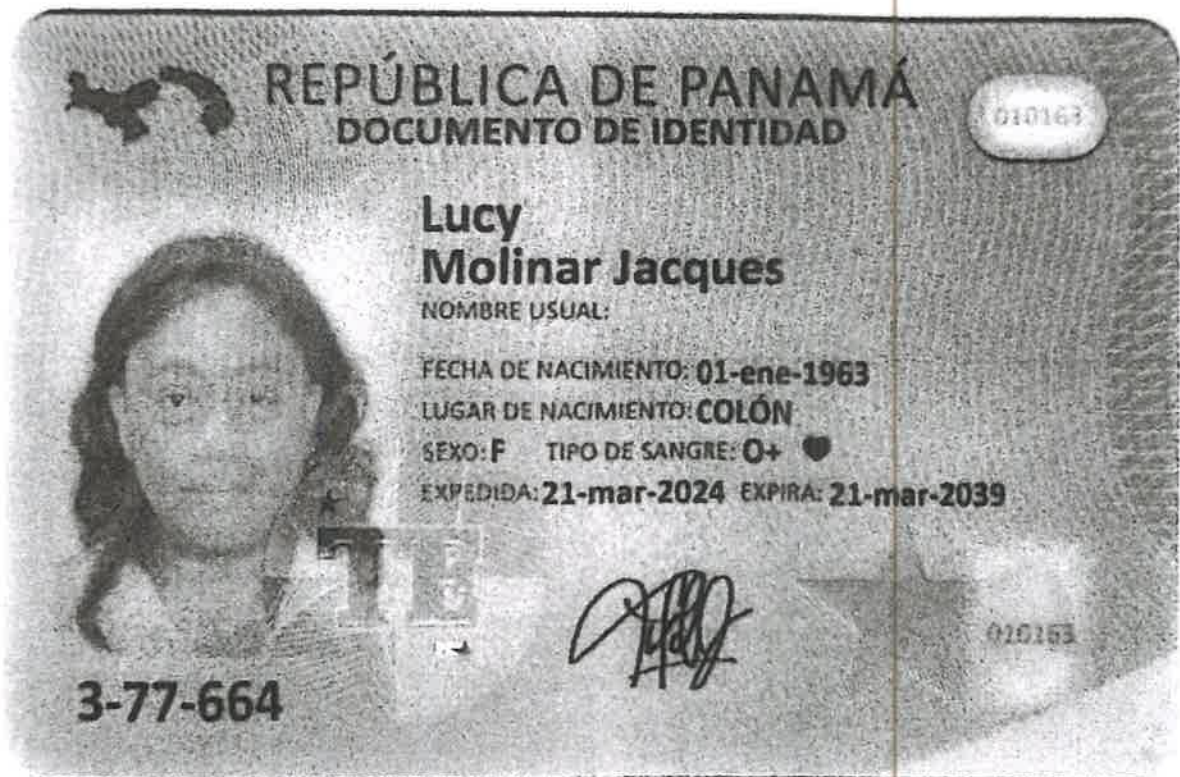 REPÚBLICA DE PANAMÁ
DOCUMENTO DE IDENTIDAD
010163
Lucy
Molinar Jacques
NOMBRE USUAL:
FECHA DE NACIMIENTO: 01-ene-1963
LUGAR DE NACIMIENTO: COLÓN
SEXO: F TIPO DE SANGRE: O+
EXPEDIDA: 21-mar-2024 EXPIRA: 21-mar-2039
010163
3-77-664